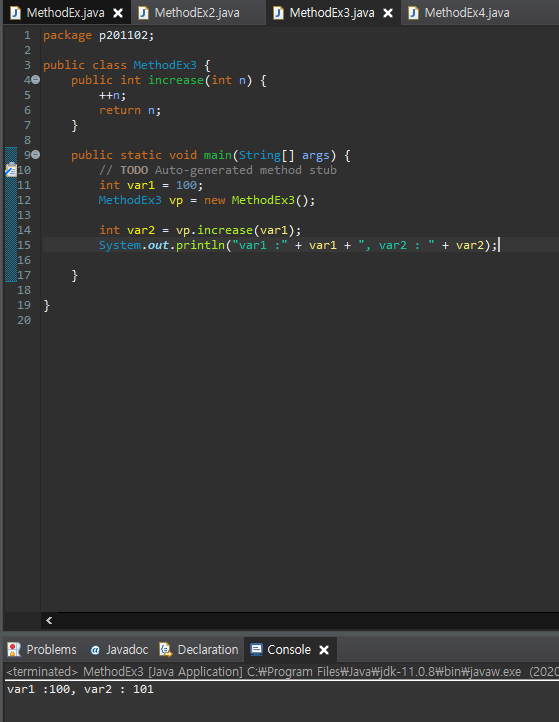 MethodEx.java MethodEx2.java MethodEx3.java MethodEx4.java
1 package p201102;
2
3 public class MethodEx3 {
4 public int increase(int n) {
5 ++n;
6 return n;
7 }
8
9 public static void main(String[] args) {
10 // TODO Auto-generated method stub
11 int var1 = 100;
12 MethodEx3 vp = new MethodEx3();
13
14 int var2 = vp.increase(var1);
15 System.out.println("var1 :" + var1 + ", var2 : " + var2);
16
17 }
18
19 }
20
Problems @ Javadoc Declaration Console
<terminated> MethodEx3 [Java Application] C:₩Program Files₩Java₩jdk-11.0.8₩bin₩javaw.exe (2020
var1 :100, var2 : 101